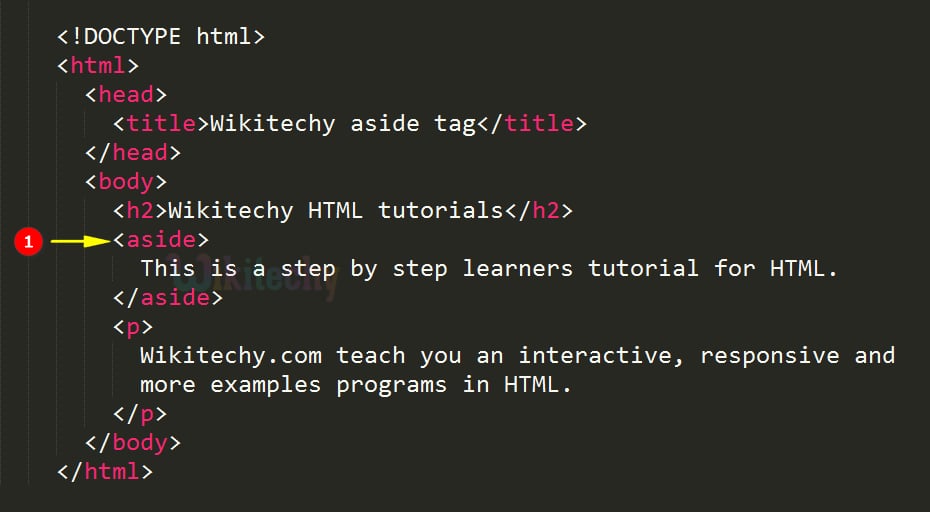 <!DOCTYPE html>
<html>
<head>
<title>Wikitechy aside tag</title>
</head>
<body>
<h2>Wikitechy HTML tutorials</h2>
1
<aside>
This is a step by step learners tutorial for HTML.
Wikitechy
</aside>
<p>
Wikitechy.com teach you an interactive, responsive and
more examples programs in HTML.
</p>
</body>
</html>